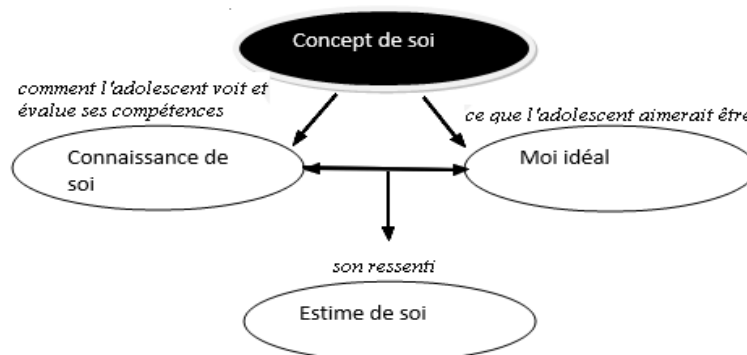 Concept de soi
comment l'adolescent voit et
évalue ses compétences
ce que l'adolescent aimerait être
Connaissance de
soi
Moi idéal
son ressenti
Estime de soi